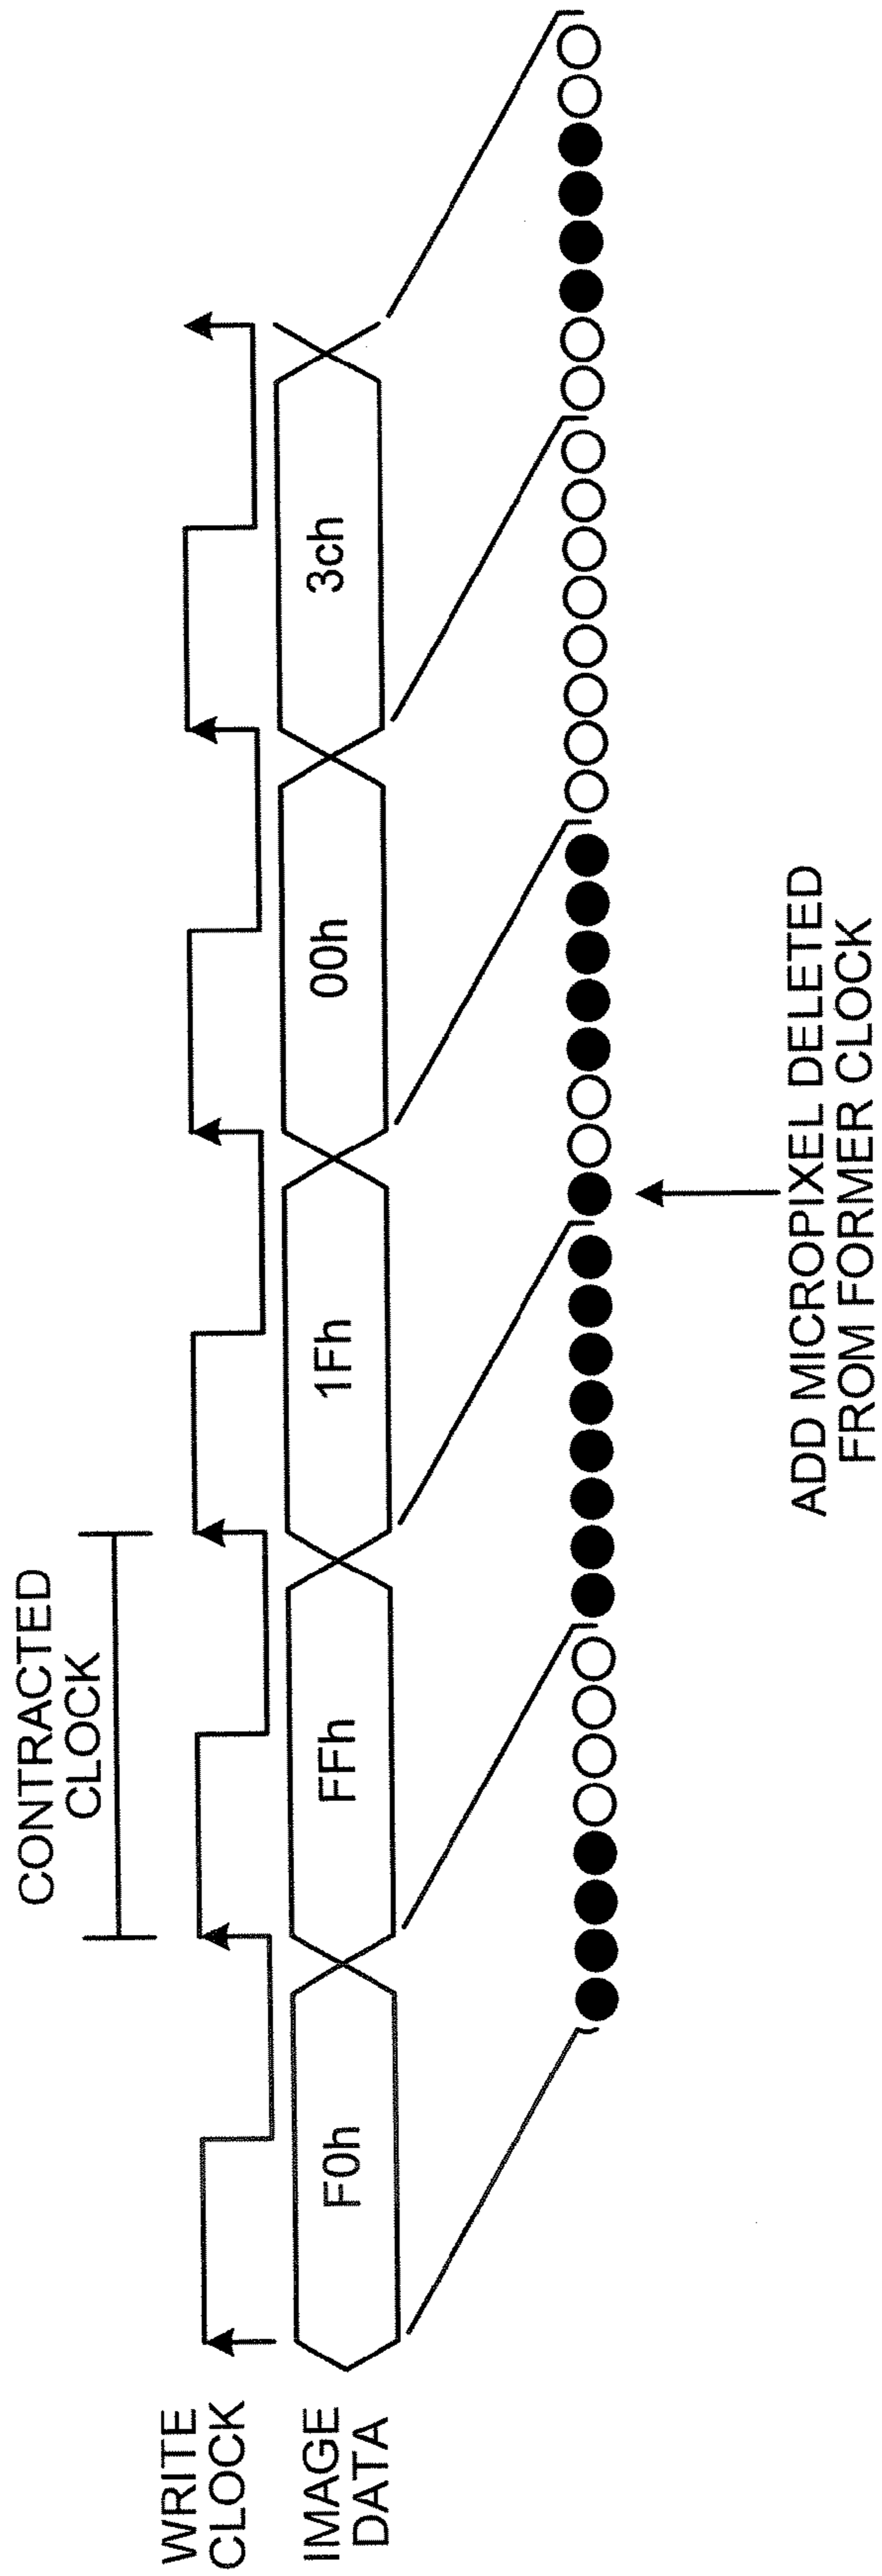 CONTRACTED
CLOCK
WRITE
CLOCK
IMAGE
DATA
F0h
FFh
1Fh
00h
3ch
ADD MICROPIXEL DELETED
FROM FORMER CLOCK